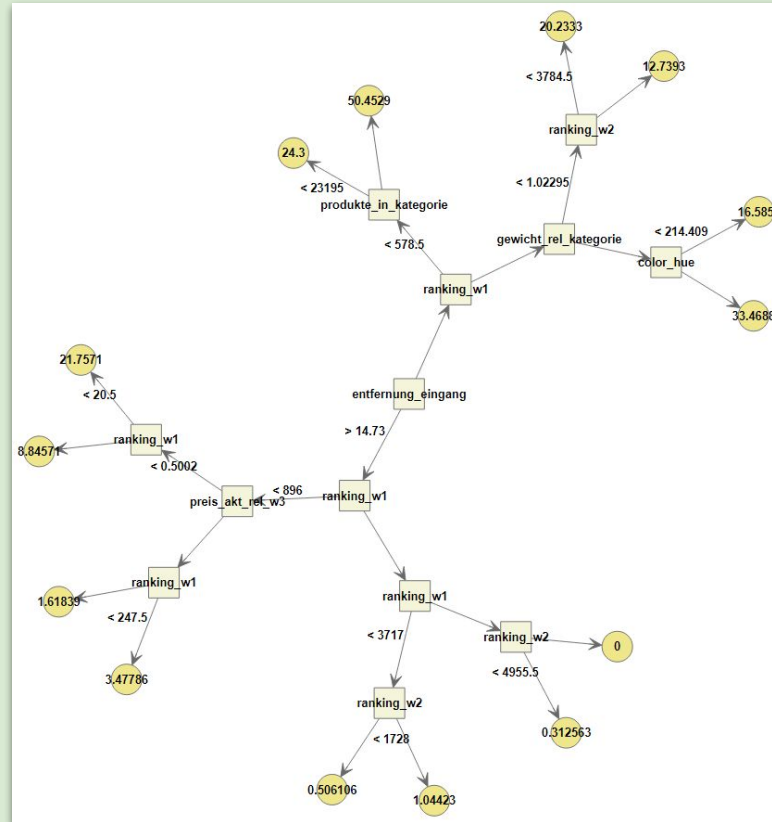 20.2333
12.7393
< 3784.5
50.4529
ranking_w2
24.3
< 23195
< 1.02295
produkte_in_kategorie
16.585
< 214.409
< 578.5
gewicht_rel_kategorie
color_hue
ranking_w1
33.4688
21.7571
< 20.5
entfernung_eingang
> 14.73
ranking_w1
8.84571
< 0.5002
< 896
preis_akt_rel_w3
ranking_w1
ranking_w1
1.61839
< 247.5
ranking_w1
< 3717
ranking_w2
0
< 4955.5
3.47786
ranking_w2
0.312563
< 1728
0.506106
1.04423